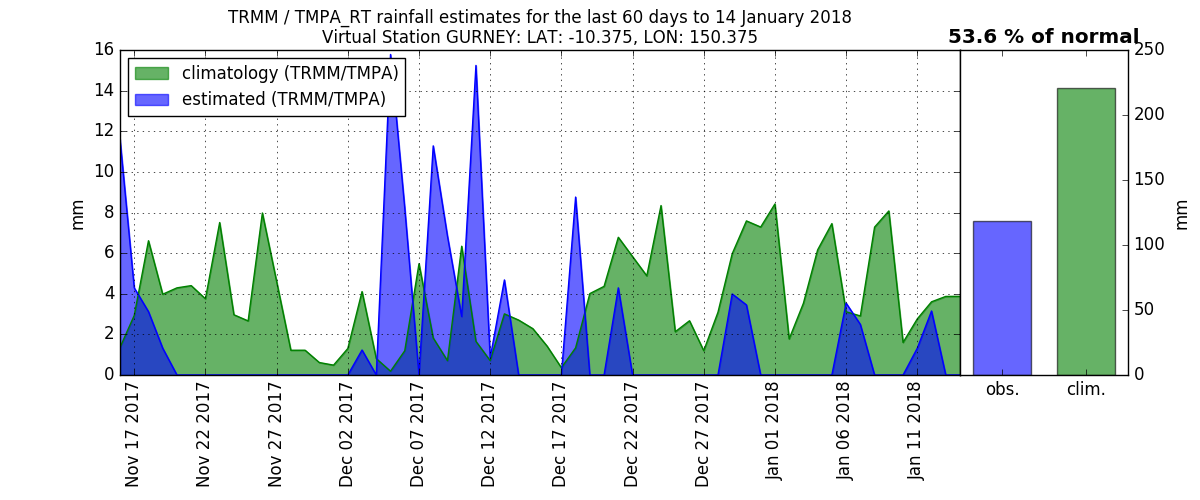 TRMM / TMPA_RT rainfall estimates for the last 60 days to 14 January 2018
Virtual Station GURNEY: LAT: -10.375, LON: 150.375
53.6 % of normal
climatology (TRMM/TMPA)
estimated (TRMM/TMPA)
mm
16
14
12
10
8
6
4
2
0
Nov 17 2017
Nov 22 2017
Nov 27 2017
Dec 02 2017
Dec 07 2017
Dec 12 2017
Dec 17 2017
Dec 22 2017
Dec 27 2017
Jan 01 2018
Jan 06 2018
Jan 11 2018
obs.
clim.
250
200
150
100
50
0
mm